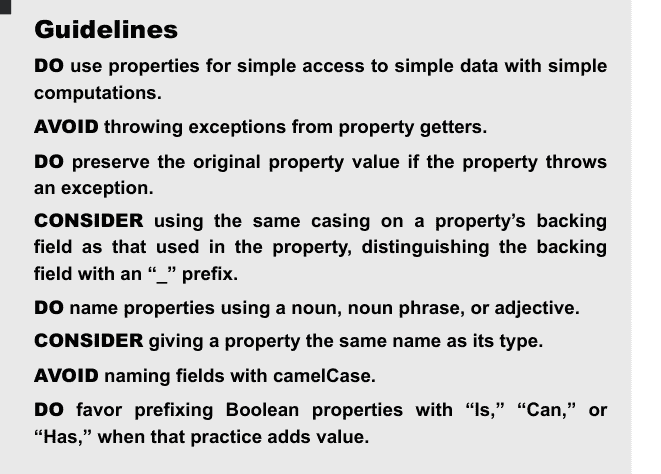 Guidelines
DO use properties for simple access to simple data with simple
computations.
AVOID throwing exceptions from property getters.
DO preserve the original property value if the property throws
an exception.
CONSIDER using the same casing on a property’s backing
field as that used in the property, distinguishing the backing
field with an “_” prefix.
DO name properties using a noun, noun phrase, or adjective.
CONSIDER giving a property the same name as its type.
AVOID naming fields with camelCase.
DO favor prefixing Boolean properties with “Is,” “Can,” or
“Has,” when that practice adds value.